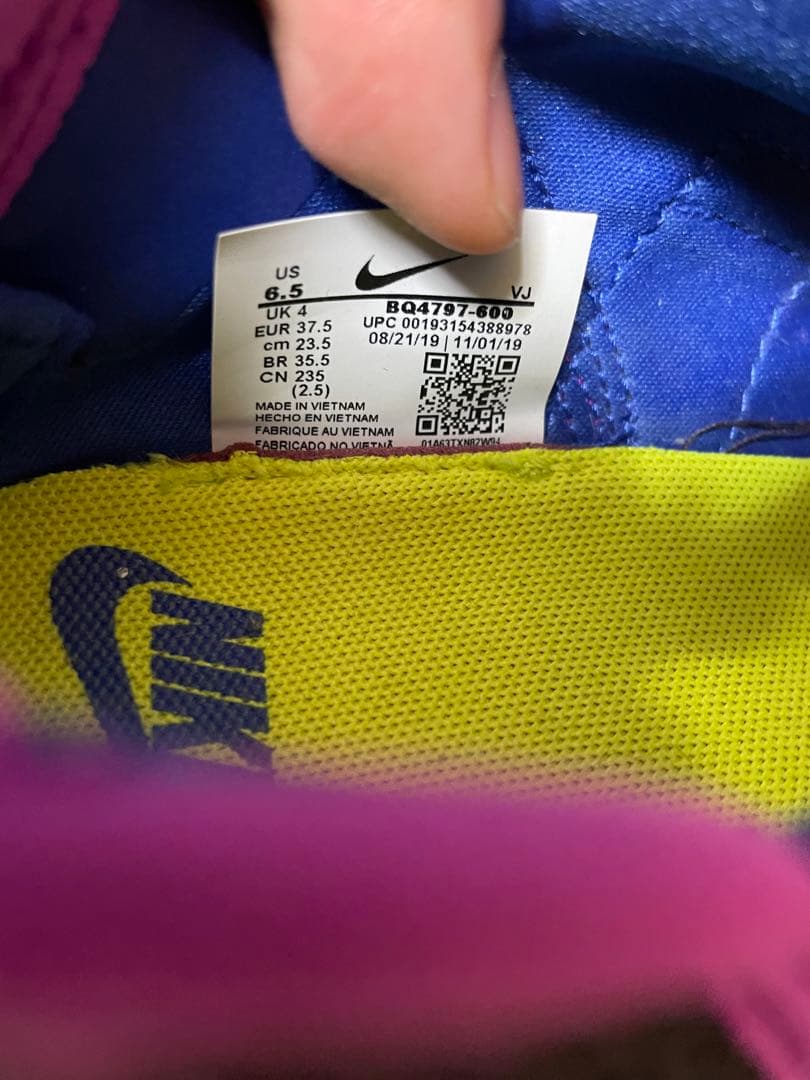 US
6.5
VJ
UK 4
EUR 37.5
cm 23.5
BR 35.5
CN 235
(2.5)
BQ4797-600
UPC 00193154388978
08/21/19 | 11/01/19
MADE IN VIETNAM
HECHO EN VIETNAM
FABRIQUE AU VIETNAM
FABRICADO NO
NIK